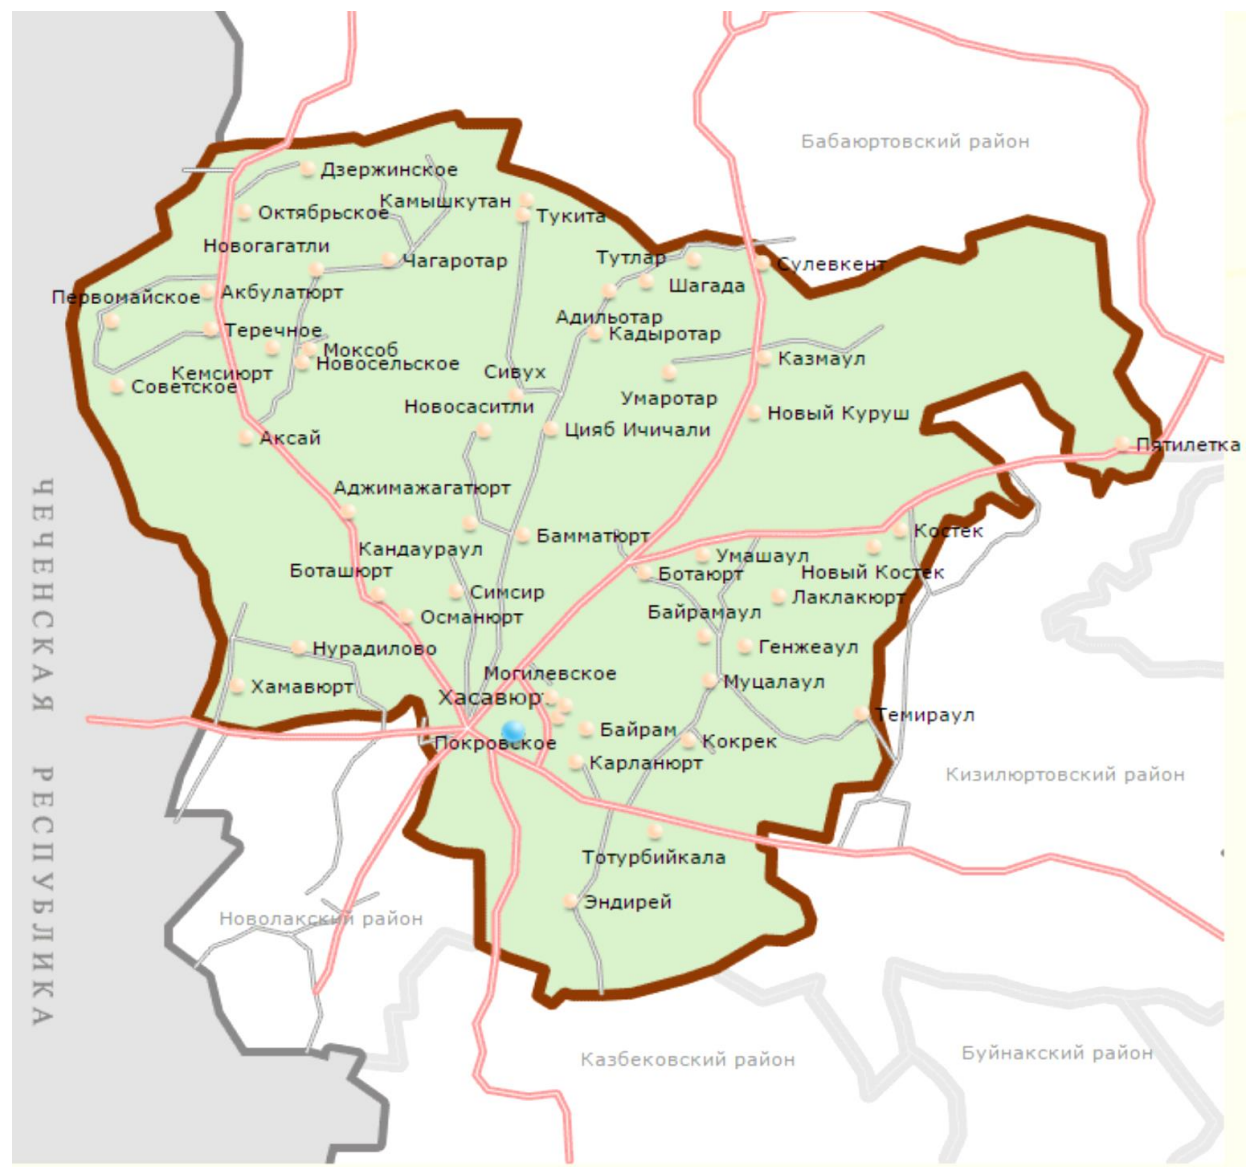 Бабаюртовский район
Дзержинское
Камышкутан
Октябрьское
Тукита
Новогагатли
Чагаротар
Тутлар
Сулевкент
Шагада
Первомайское
Акбулатюрт
Адильотар
Теречное
Кадыротар
Моксоб
Казмаул
Новосельское
Кемсиюрт
Сивух
Советское
Умаротар
Новосаситли
Новый Куруш
Цияб Ичичали
Аксай
Пятилетка
Аджимажагатюрт
Костек
Бамматюрт
Кандаураул
Умашаул
Боташюрт
Ботаюрт
Новый Костек
Симсир
Лаклакюрт
Османюрт
Байрамаул
Нурадилово
Генжеаул
Могилевское
Хамавюрт
Муцалаул
Хасавюр
Темираул
Байрам
Покровское
Кокрек
Карланюрт
Кизилюртовский район
Тотурбийкала
Эндирей
Новолакский район
Казбековский район
Буйнакский район
ЧЕЧЕНСКАЯ РЕСПУБЛИКА